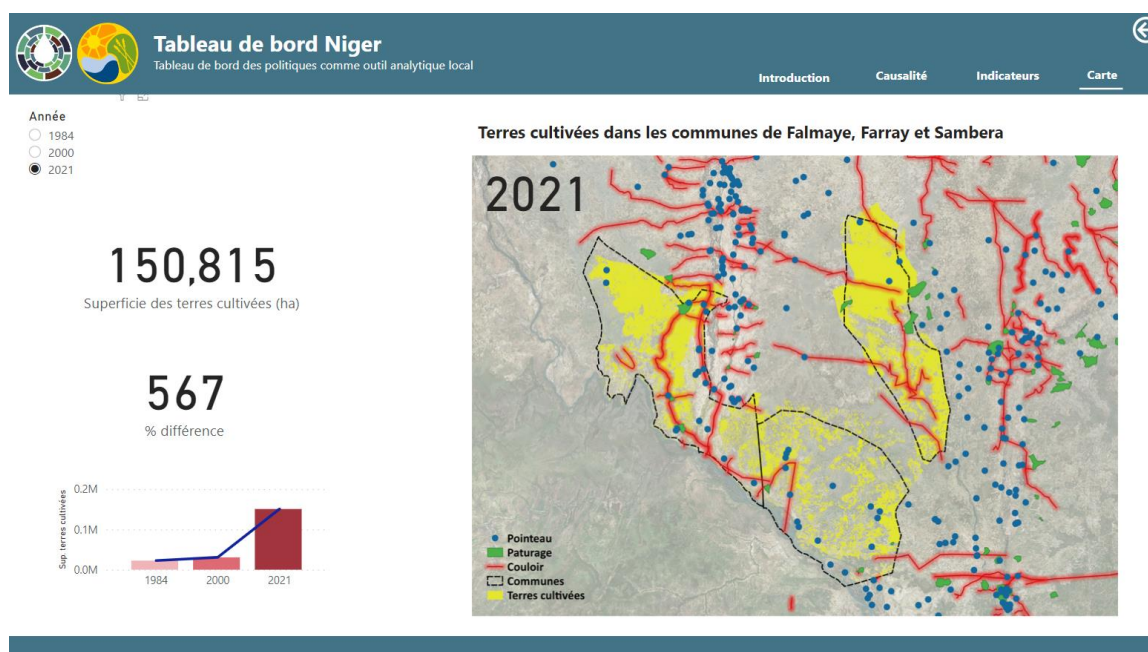 Tableau de bord Niger
Tableau de bord des politiques comme outil analytique local
Introduction
Causalité
Indicateurs
Carte
Année
1984
2000
2021
150,815
Superficie des terres cultivées (ha)
567
% différence
Sup. terres cultivées
0.2M
0.1M
0.0M
1984
2000
2021
Terres cultivées dans les communes de Falmaye, Farray et Sambera
2021
Pointeau
Paturage
Couloir
Communes
Terres cultivées